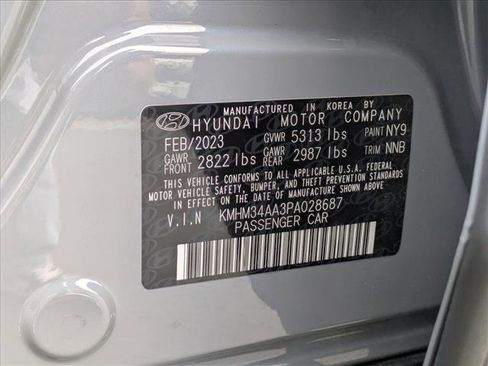 MANUFACTURED IN KOREA BY
HYUNDAI MOTOR COMPANY
FEB/2023 GVWR 5313 lbs PAINT NY9
GAWR FRONT 2822 lbs GAWR REAR 2987 lbs TRIM NNB
THIS VEHICLE CONFORMS TO ALL APPLICABLE U.S.A FEDERAL
MOTOR VEHICLE SAFETY, BUMPER, AND THEFT PREVENTION
STANDARDS IN EFFECT ON THE DATE OF MANUFACTURE SHOWN ABOVE.
V.I.N KMHM34AA3PA028687
PASSENGER CAR